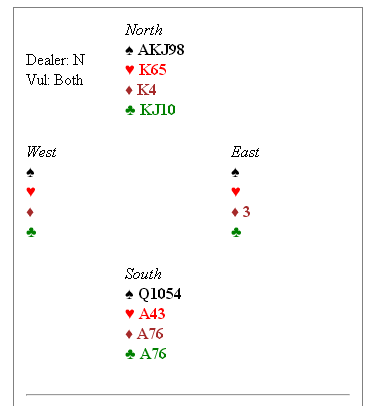 North
♠ AKJ98
♥ K65
♦ K4
♣ KJ10
Dealer: N
Vul: Both
West
♠
♥
♦
♣
East
♠
♥
♦ 3
♣
South
♠ Q1054
♥ A43
♦ A76
♣ A76